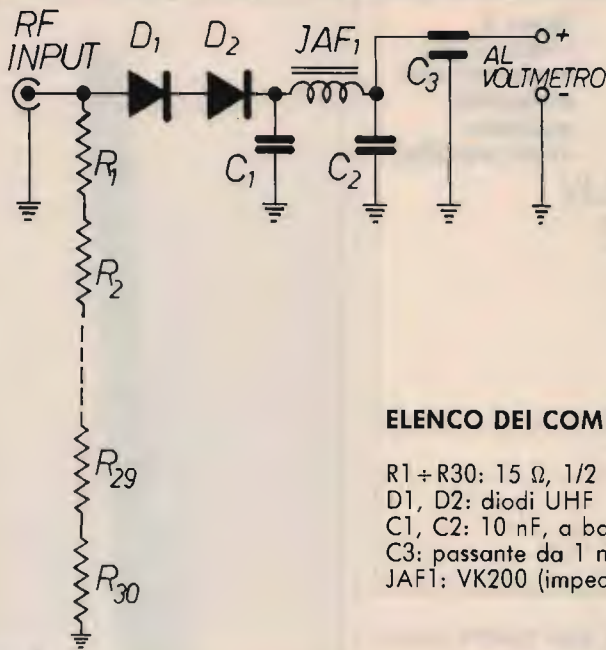 RF
INPUT
D1
D2
JAF1
C3
+
AL
VOLTMETRO
-
R1
C1
C2
R2
R29
R30
ELENCO DEI COM
R1÷R30: 15 Ω, 1/2
D1, D2: diodi UHF
C1, C2: 10 nF, a ba
C3: passante da 1 n
JAF1: VK200 (imped